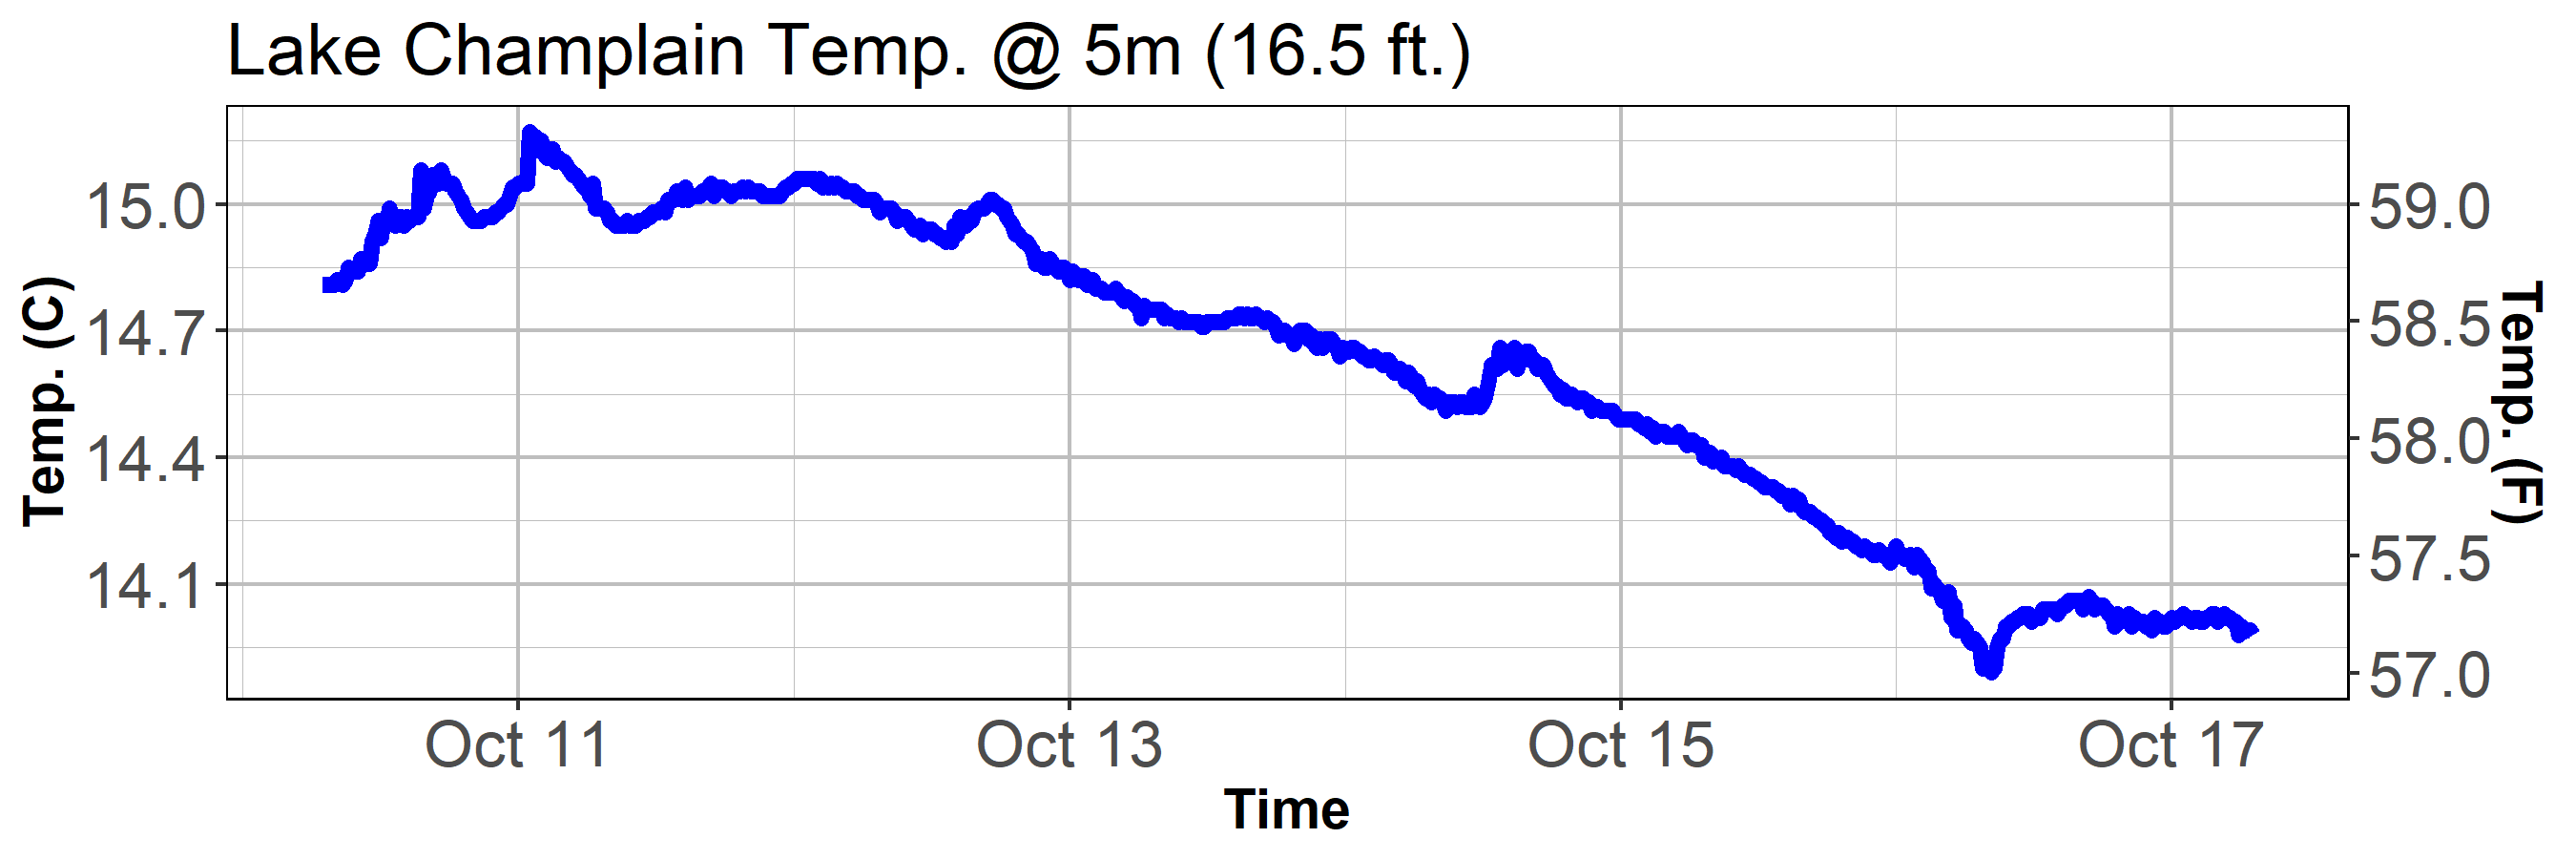 Lake Champlain Temp. @ 5m (16.5 ft.)
Temp. (C)
15.0
14.7
14.4
14.1
59.0
58.5
58.0
57.5
57.0
Temp. (F)
Oct 11 Oct 13 Oct 15 Oct 17
Time